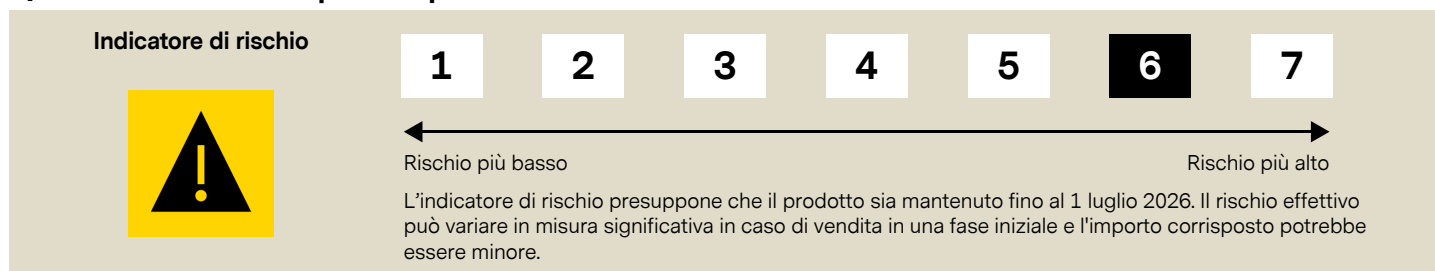 Indicatore di rischio
1 2 3 4 5 6 7
Rischio più basso Rischio più alto
L'indicatore di rischio presuppone che il prodotto sia mantenuto fino al 1 luglio 2026. Il rischio effettivo
può variare in misura significativa in caso di vendita in una fase iniziale e l'importo corrisposto potrebbe
essere minore.